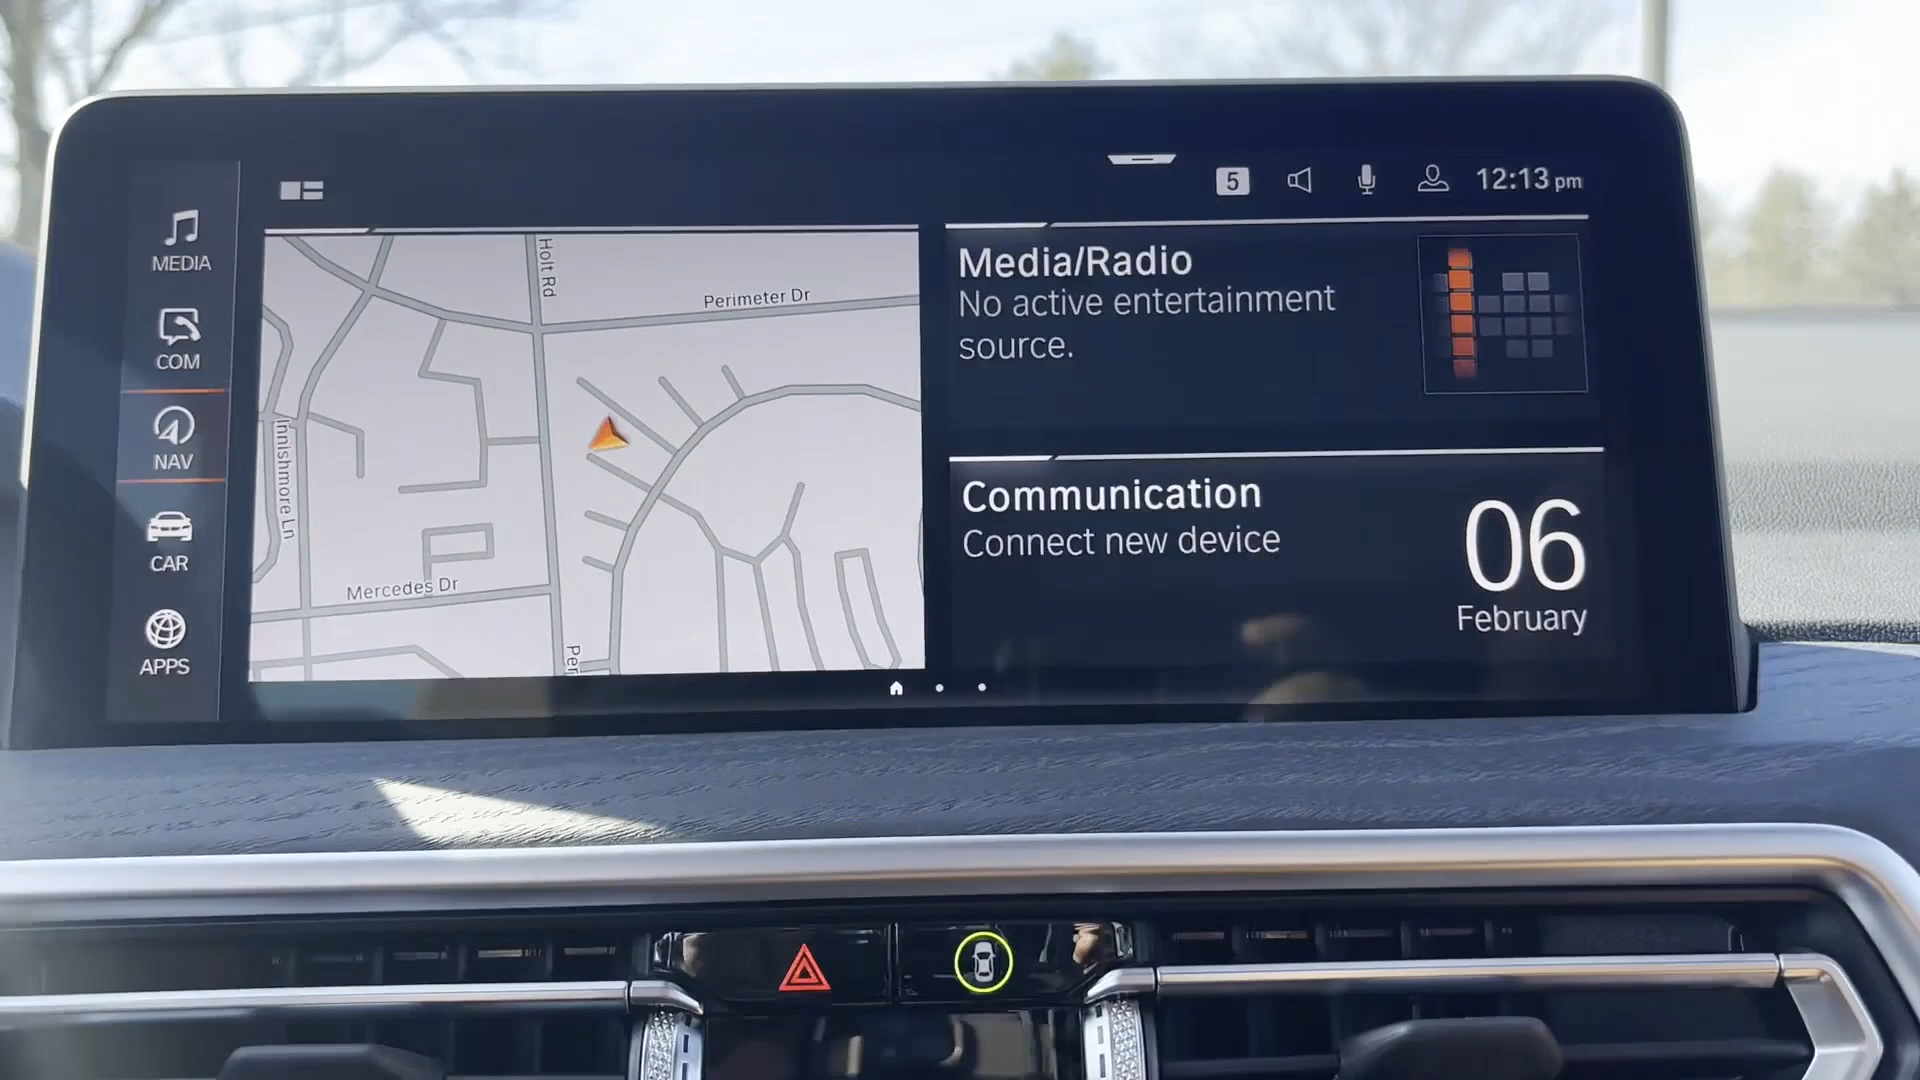 5
12:13 pm
MEDIA
COM
NAV
CAR
APPS
Holt Rd
Perimeter Dr
Innishmore Ln
Mercedes Dr
Per
Media/Radio
No active entertainment
source.
Communication
Connect new device
06
February